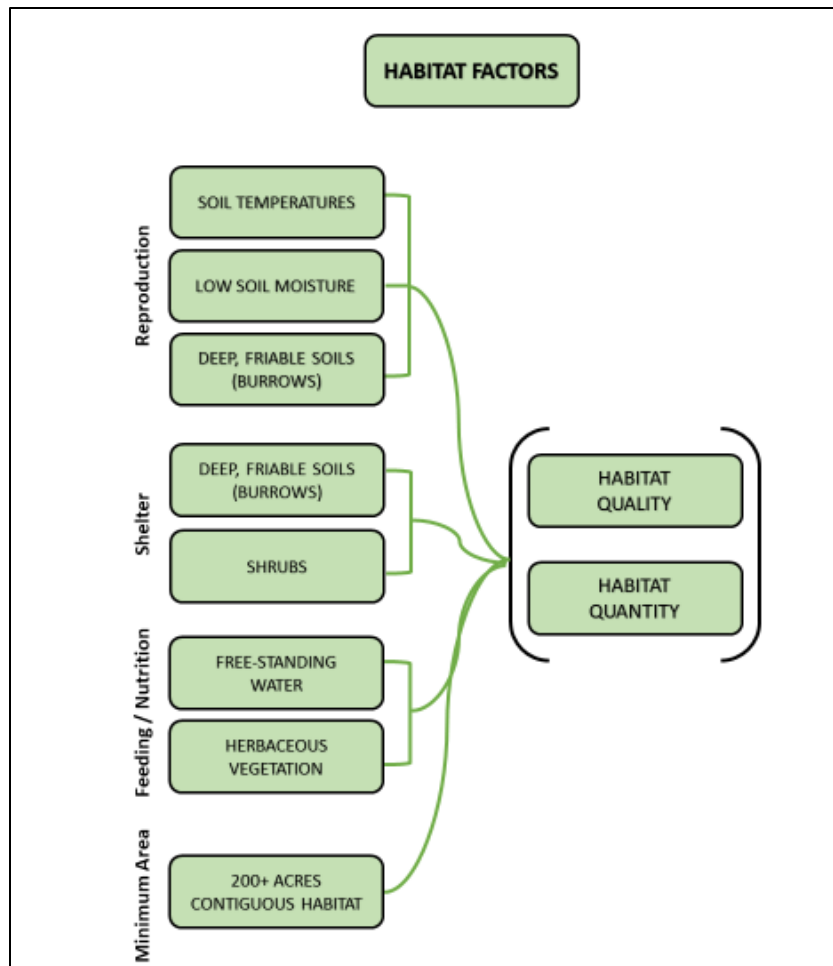 HABITAT FACTORS
Reproduction
SOIL TEMPERATURES
LOW SOIL MOISTURE
DEEP, FRIABLE SOILS
(BURROWS)
Shelter
DEEP, FRIABLE SOILS
(BURROWS)
SHRUBS
Feeding / Nutrition
FREE-STANDING
WATER
HERBACEOUS
VEGETATION
Minimum Area
200+ ACRES
CONTIGUOUS HABITAT
HABITAT
QUALITY
HABITAT
QUANTITY